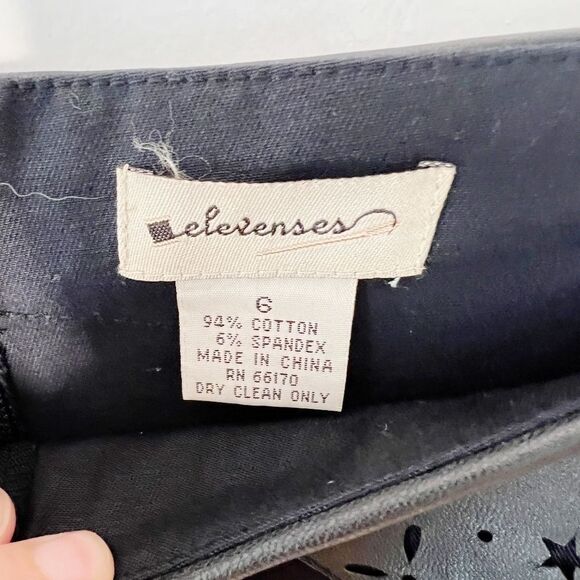 elevenses
6
94% COTTON
6% SPANDEX
MADE IN CHINA
RN 66170
DRY CLEAN ONLY